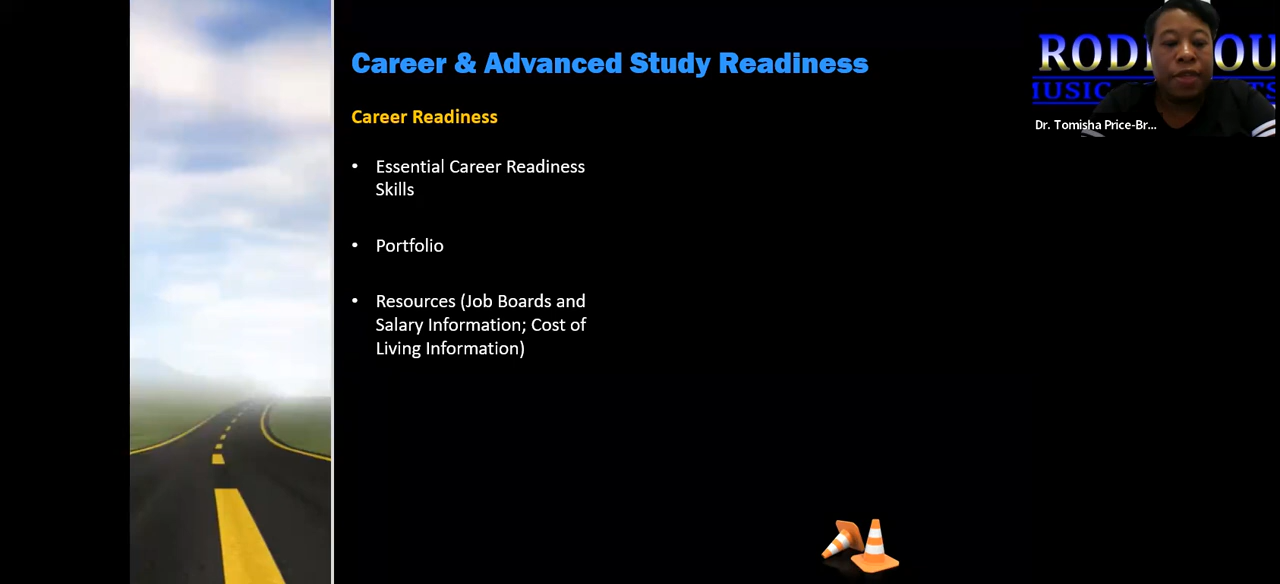 Career & Advanced Study Readiness
Career Readiness
• Essential Career Readiness
Skills
• Portfolio
• Resources (Job Boards and
Salary Information; Cost of
Living Information)
Dr. Tomisha Price-Br...